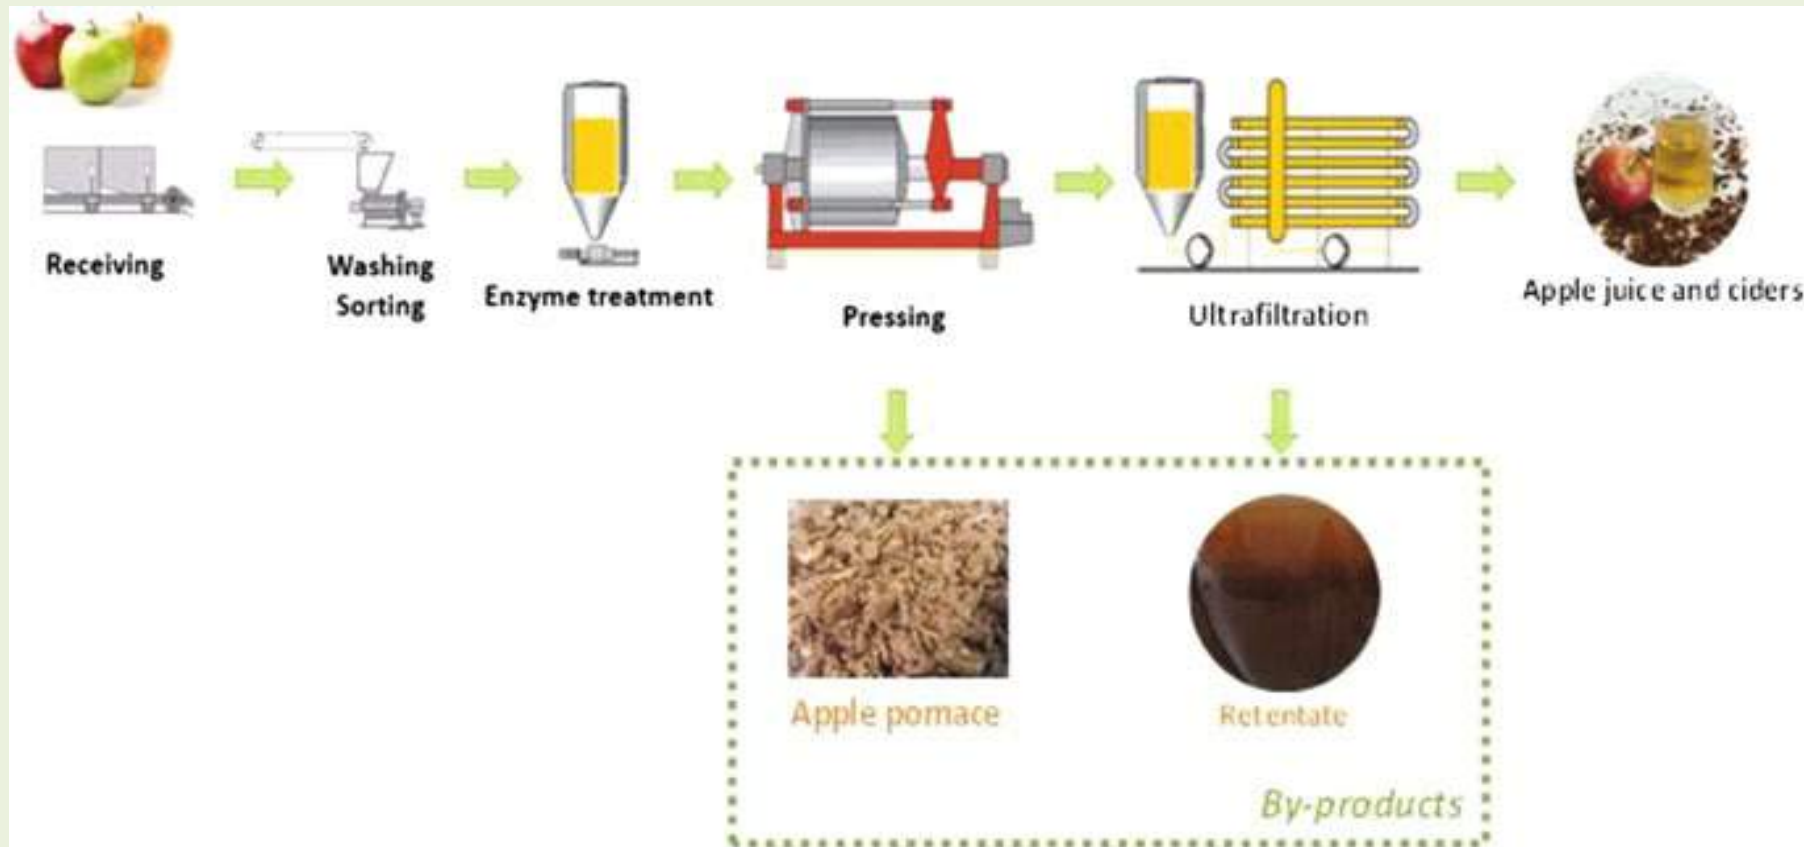 Receiving
Washing
Sorting
Enzyme treatment
Pressing
Ultrafiltration
Apple juice and ciders
Apple pomace
Retentate
By-products